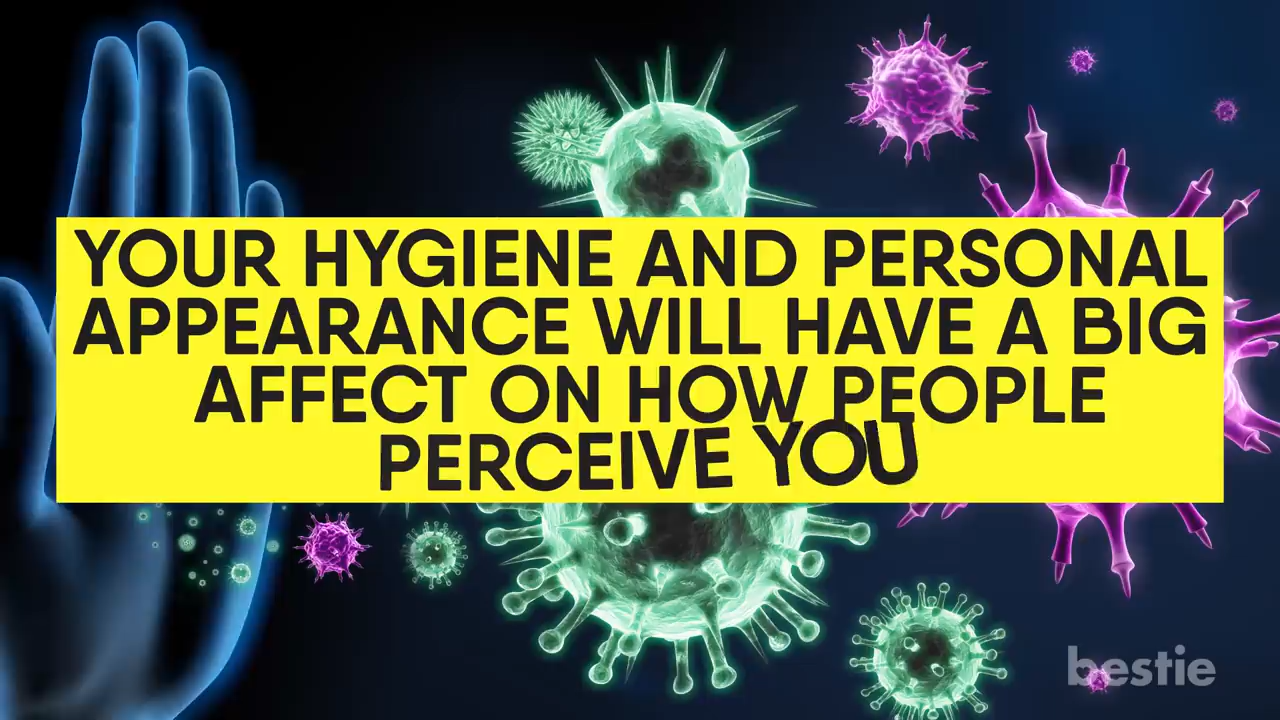 YOUR HYGIENE AND PERSONAL
APPEARANCE WILL HAVE A BIG
AFFECT ON HOW PEOPLE
PERCEIVE YOU
bestie